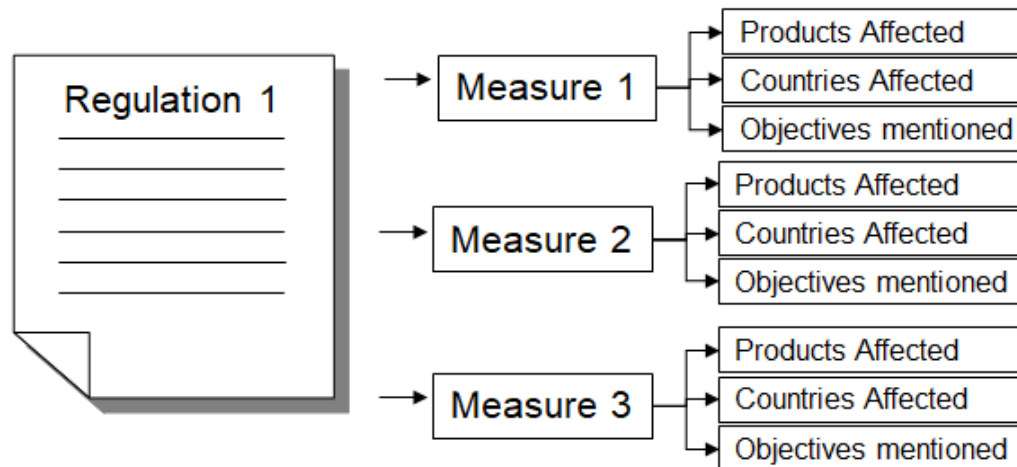 Regulation 1
Measure 1
Products Affected
Countries Affected
Objectives mentioned
Measure 2
Products Affected
Countries Affected
Objectives mentioned
Measure 3
Products Affected
Countries Affected
Objectives mentioned